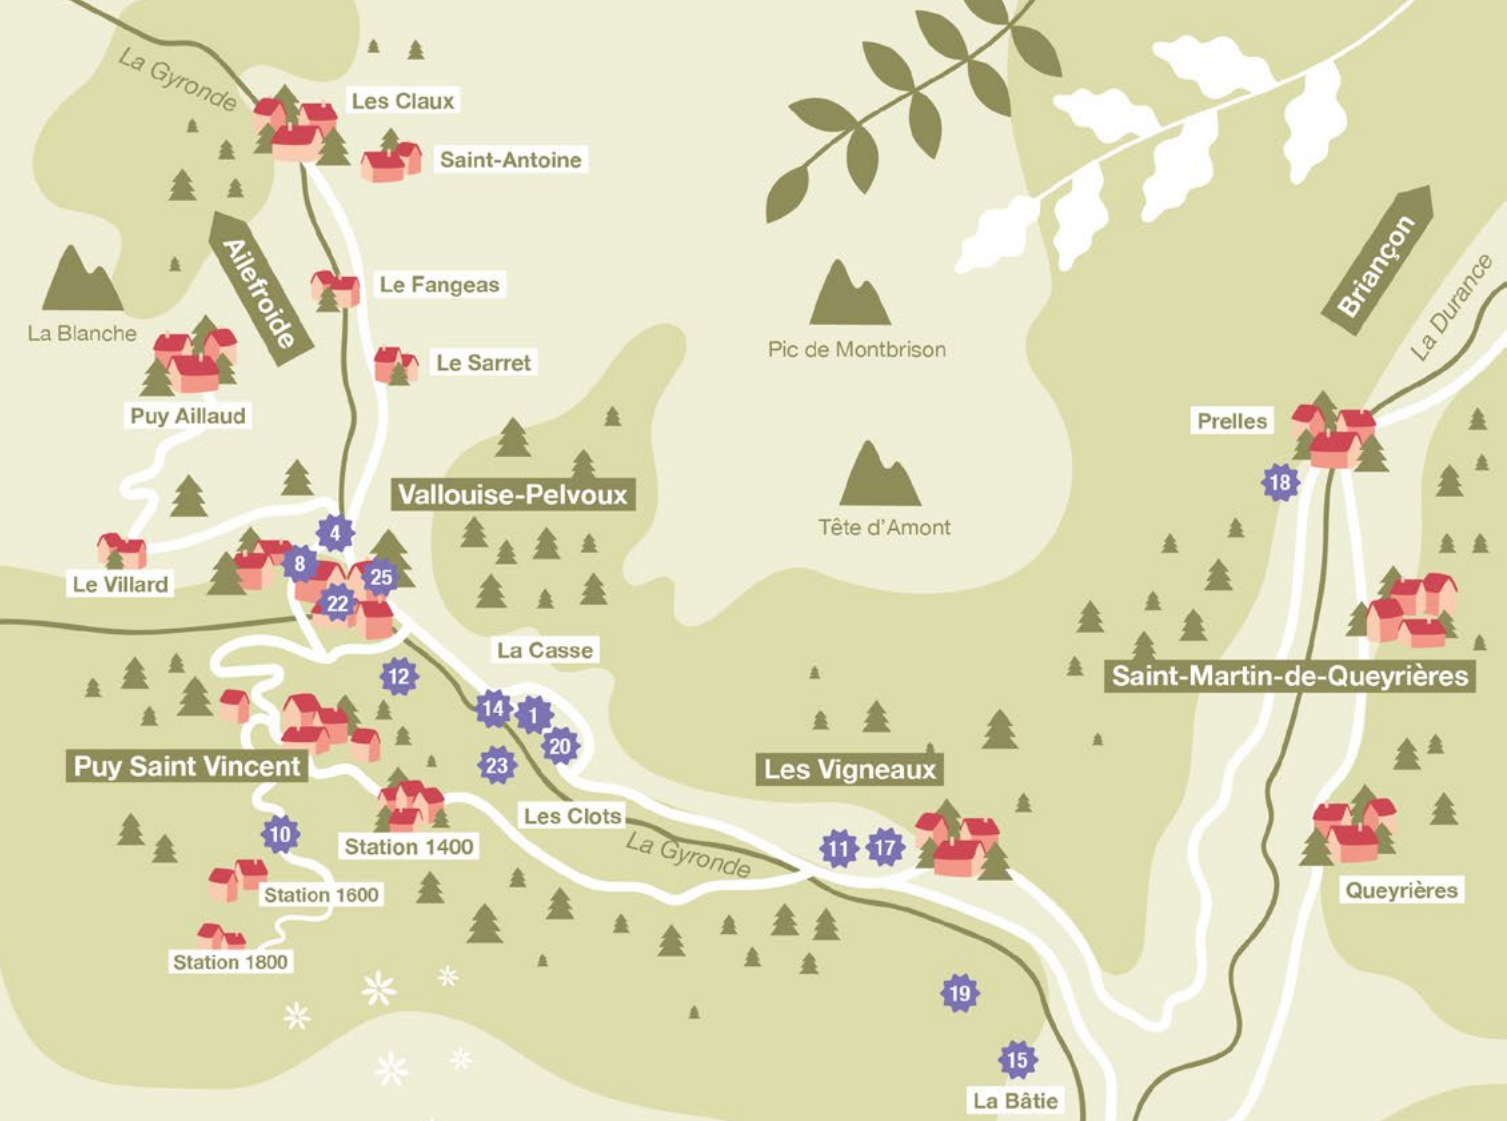 La Gyronde
Les Claux
Saint-Antoine
Ailefroide
Briançon
La Durance
La Blanche
Le Fangeas
Pic de Montbrison
Le Sarret
Puy Aillaud
Prelles
18
Vallouise-Pelvoux
Tête d'Amont
4
8
25
22
Le Villard
La Casse
12
Saint-Martin-de-Queyrières
14
1
20
23
Puy Saint Vincent
Les Vigneaux
Les Clots
10
Station 1400
La Gyronde
11
17
Station 1600
Queyrières
Station 1800
19
15
La Bâtie